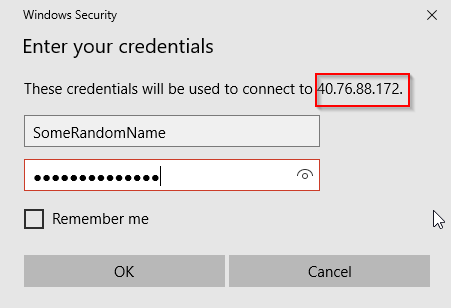 Windows Security
Enter your credentials
These credentials will be used to connect to 40.76.88.172.
SomeRandomName
●●●●●●●●●●●●●●
Remember me
OK
Cancel